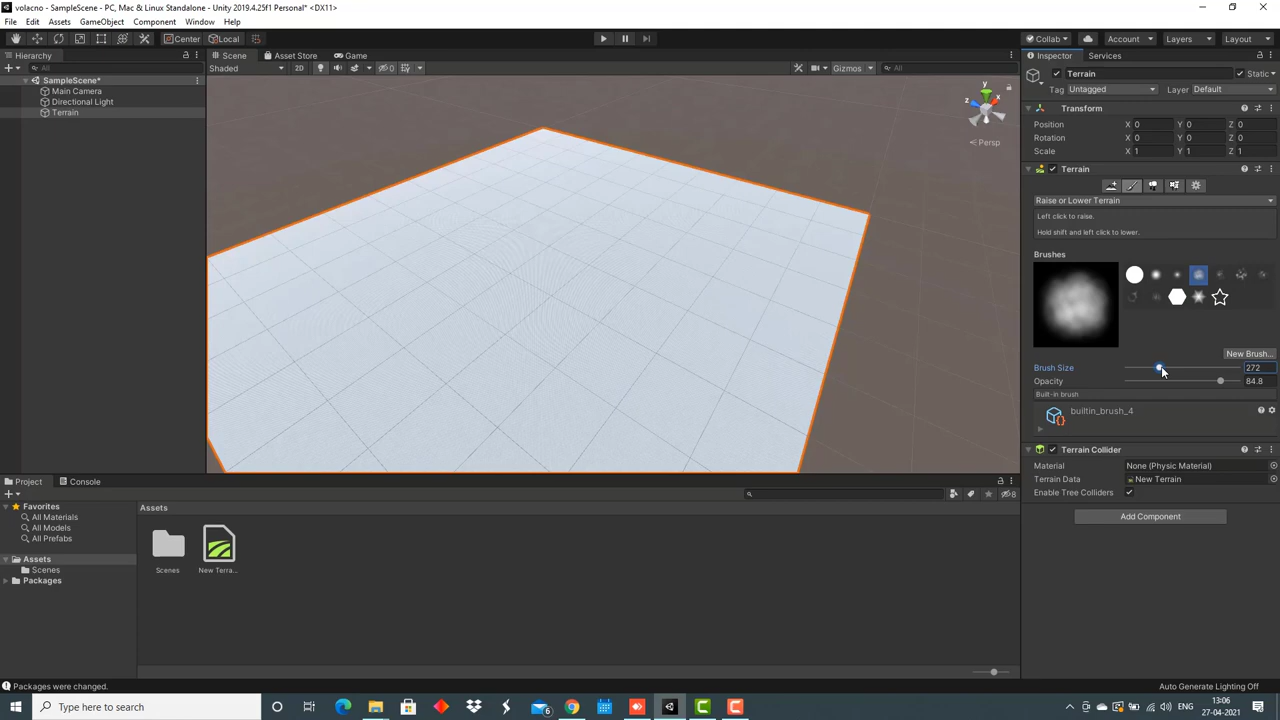 volacno - SampleScene - PC, Mac & Linux Standalone - Unity 2019.4.25f1 Personal* <DX11>
File Edit Assets GameObject Component Window Help
Center Local Collab Account Layers Layout
Hierarchy
All
SampleScene*
Main Camera
Directional Light
Terrain
Scene Asset Store Game
Shaded 2D 0 Gizmos All
y
x
z
Persp
Inspector Services
Terrain Static
Tag Untagged Layer Default
Transform
Position X 0 Y 0 Z 0
Rotation X 0 Y 0 Z 0
Scale X 1 Y 1 Z 1
Terrain
Raise or Lower Terrain
Left click to raise.
Hold shift and left click to lower.
Brushes
New Brush...
Brush Size 272
Opacity 84.8
Built-in brush
builtin_brush_4
Terrain Collider
Material None (Physic Material)
Terrain Data New Terrain
Enable Tree Colliders
Add Component
Project Console
8
Favorites
All Materials
All Models
All Prefabs
Assets
Scenes
Packages
Assets
Scenes
New Terra...
Packages were changed.
Auto Generate Lighting Off
Type here to search
6
ENG
13:06
27-04-2021